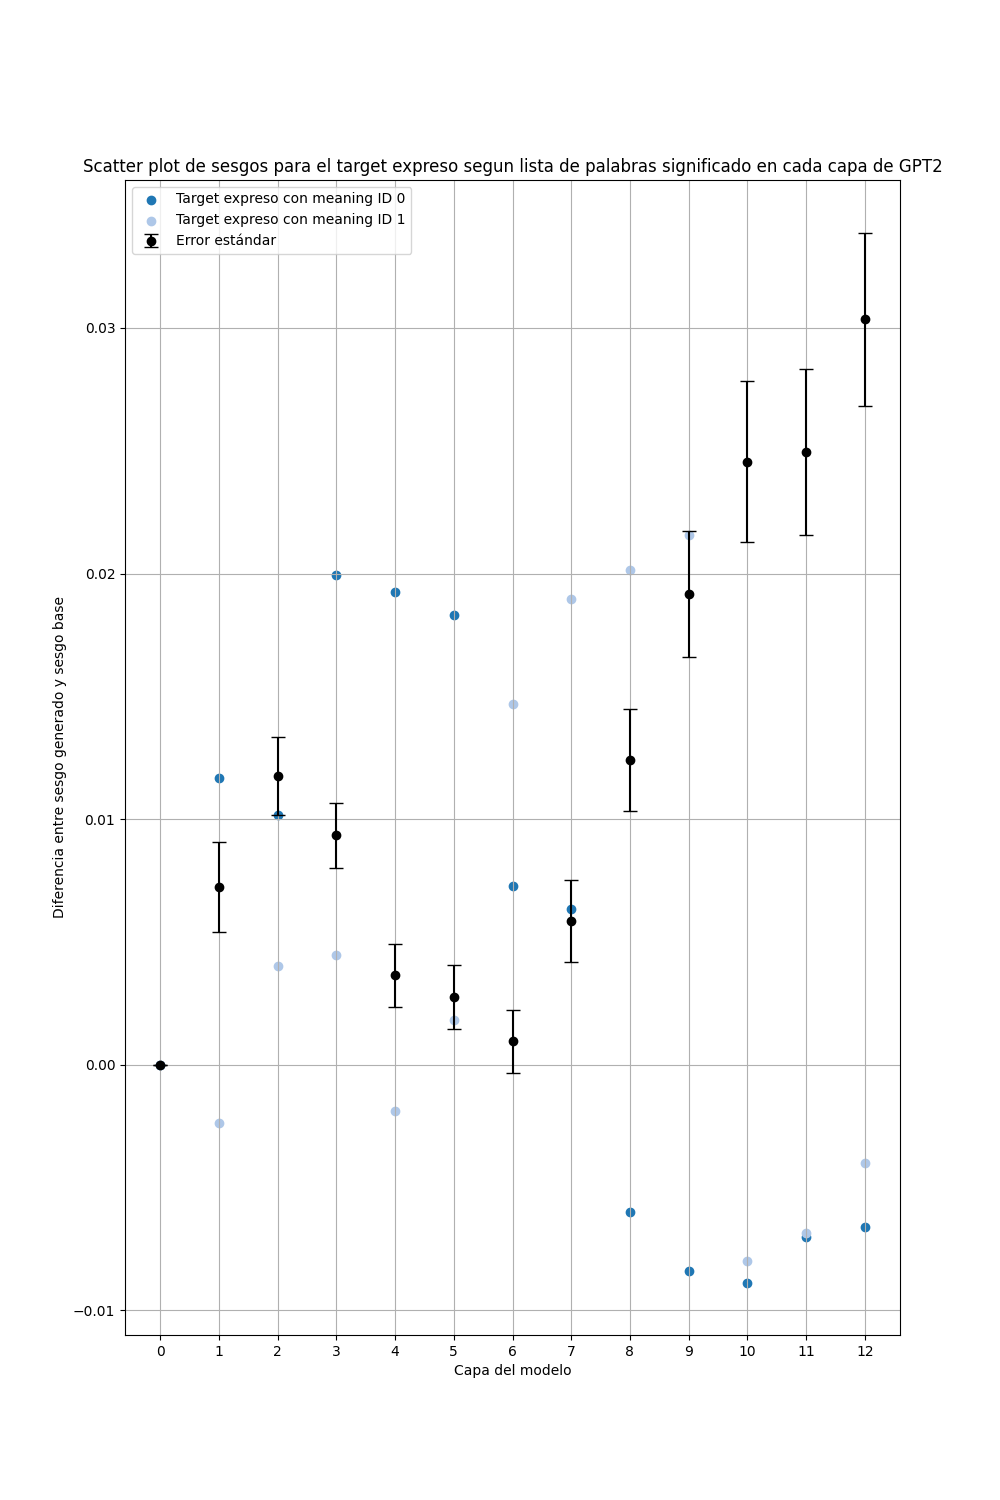 Scatter plot de sesgos para el target expreso segun lista de palabras significado en cada capa de GPT2
Target expreso con meaning ID 0
Target expreso con meaning ID 1
Error estándar
Diferencia entre sesgo generado y sesgo base
0.03
0.02
0.01
0.00
−0.01
0 1 2 3 4 5 6 7 8 9 10 11 12
Capa del modelo